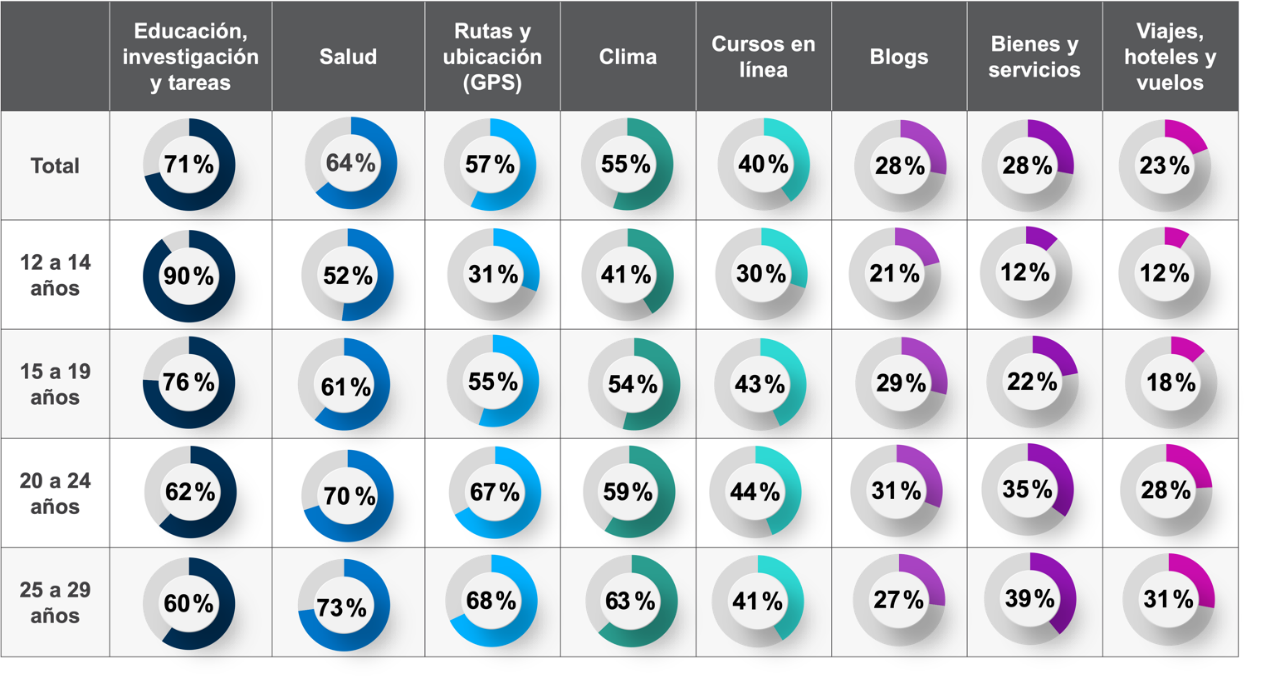 Educación,
investigación
y tareas
Salud
Rutas y
ubicación
(GPS)
Clima
Cursos en
línea
Blogs
Bienes y
servicios
Viajes,
hoteles y
vuelos
Total
71%
64%
57%
55%
40%
28%
28%
23%
12 a 14
años
90%
52%
31%
41%
30%
21%
12%
12%
15 a 19
años
76%
61%
55%
54%
43%
29%
22%
18%
20 a 24
años
62%
70%
67%
59%
44%
31%
35%
28%
25 a 29
años
60%
73%
68%
63%
41%
27%
39%
31%